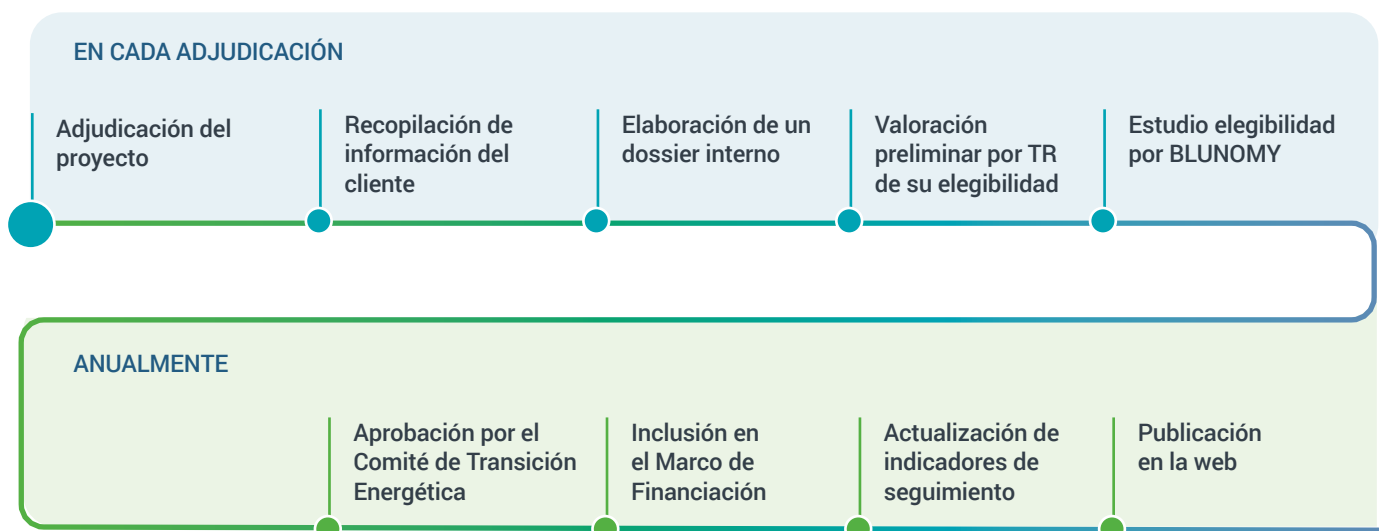 EN CADA ADJUDICACIÓN
Adjudicación del
proyecto
Recopilación de
información del
cliente
Elaboración de un
dossier interno
Valoración
preliminar por TR
de su elegibilidad
Estudio elegibilidad
por BLUNOMY
ANUALMENTE
Aprobación por el
Comité de Transición
Energética
Inclusión en
el Marco de
Financiación
Actualización de
indicadores de
seguimiento
Publicación
en la web